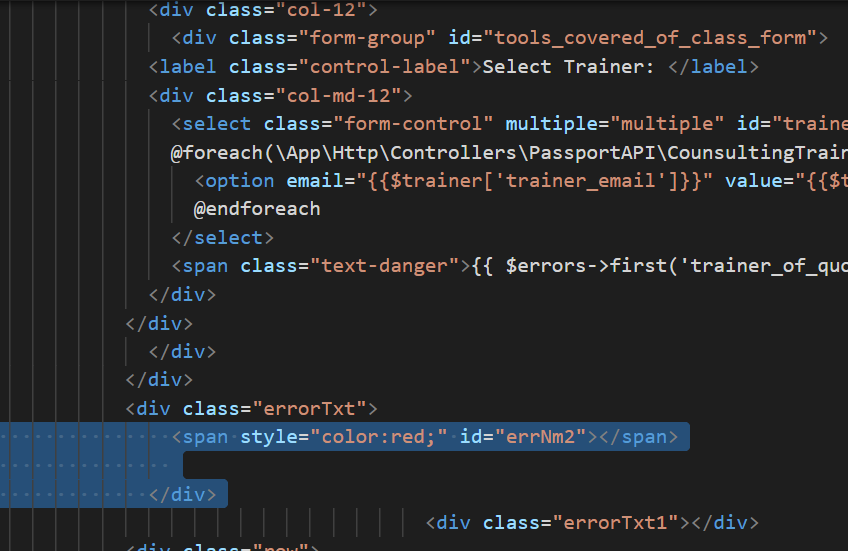 <div class="col-12">
<div class="form-group" id="tools_covered_of_class_form">
<label class="control-label">Select Trainer: </label>
<div class="col-md-12">
<select class="form-control" multiple="multiple" id="traine
@foreach(\App\Http\Controllers\PassportAPI\CounsultingTrain
<option email="{{$trainer['trainer_email']}}" value="{{$t
@endforeach
</select>
<span class="text-danger">{{ $errors->first('trainer_of_quo
</div>
</div>
</div>
</div>
<div class="errorTxt">
<span style="color:red;" id="errNm2"></span>
</div>
<div class="errorTxt1"></div>
<div class="row">